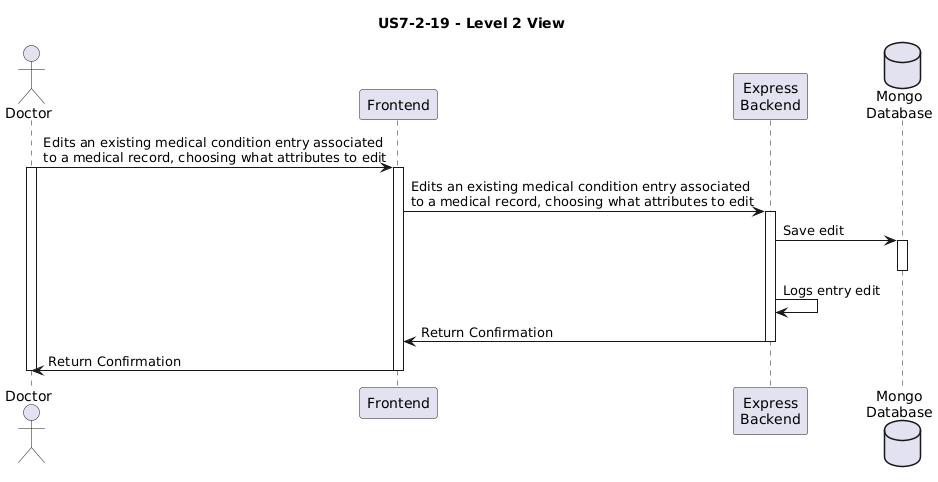 US7-2-19 - Level 2 View
Doctor
Frontend
Express
Backend
Mongo
Database
Edits an existing medical condition entry associated
to a medical record, choosing what attributes to edit
Edits an existing medical condition entry associated
to a medical record, choosing what attributes to edit
Save edit
Logs entry edit
Return Confirmation
Return Confirmation
Doctor
Frontend
Express
Backend
Mongo
Database